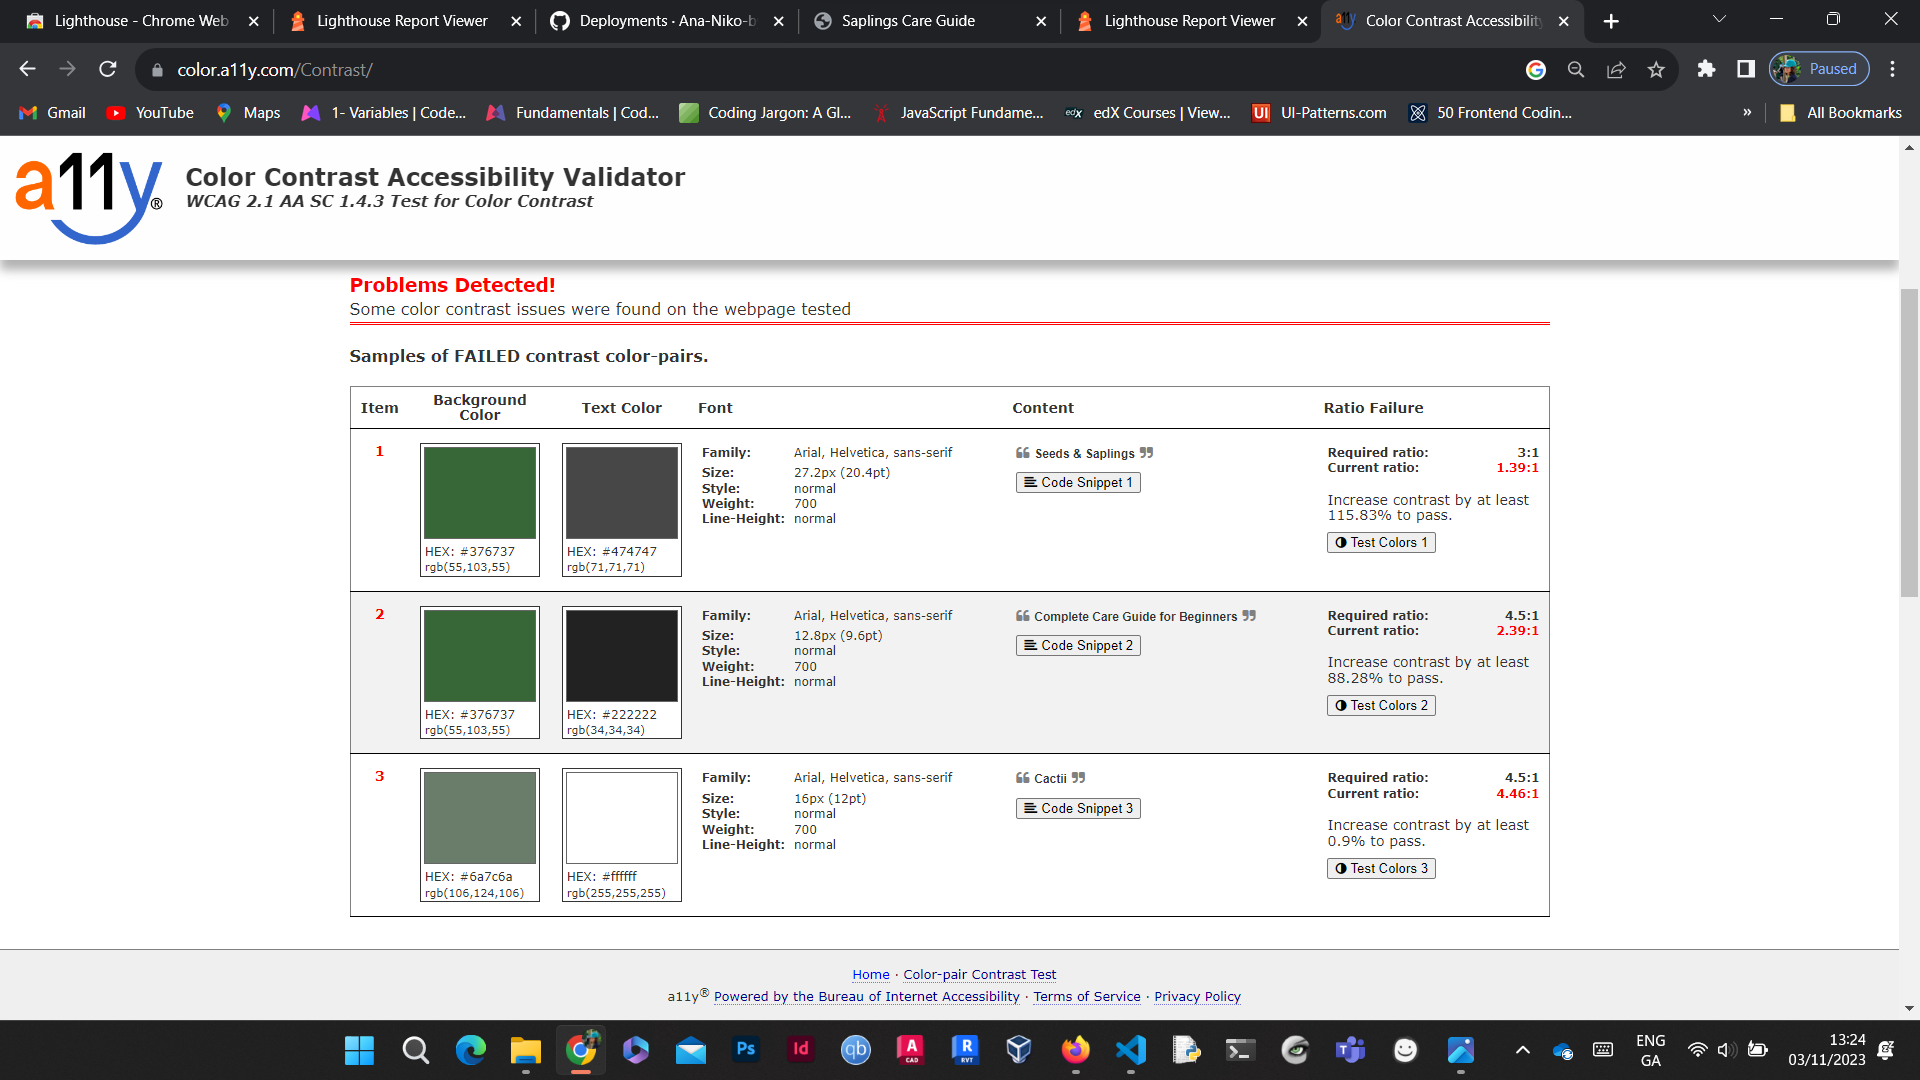 Lighthouse - Chrome Web
Lighthouse Report Viewer
Deployments · Ana-Niko-b
Saplings Care Guide
Lighthouse Report Viewer
Color Contrast Accessibility
color.a11y.com/Contrast/
Paused
Gmail
YouTube
Maps
1- Variables | Code...
Fundamentals | Cod...
Coding Jargon: A Gl...
JavaScript Fundame...
edX
edX Courses | View...
UI
UI-Patterns.com
50 Frontend Codin...
»
All Bookmarks
a11y®
Color Contrast Accessibility Validator
WCAG 2.1 AA SC 1.4.3 Test for Color Contrast
Problems Detected!
Some color contrast issues were found on the webpage tested
Samples of FAILED contrast color-pairs.
Item
Background
Color
Text Color
Font
Content
Ratio Failure
1
HEX: #376737
rgb(55,103,55)
HEX: #474747
rgb(71,71,71)
Family: Arial, Helvetica, sans-serif
Size: 27.2px (20.4pt)
Style: normal
Weight: 700
Line-Height: normal
❝ Seeds & Saplings ❞
Code Snippet 1
Required ratio: 3:1
Current ratio: 1.39:1
Increase contrast by at least
115.83% to pass.
Test Colors 1
2
HEX: #376737
rgb(55,103,55)
HEX: #222222
rgb(34,34,34)
Family: Arial, Helvetica, sans-serif
Size: 12.8px (9.6pt)
Style: normal
Weight: 700
Line-Height: normal
❝ Complete Care Guide for Beginners ❞
Code Snippet 2
Required ratio: 4.5:1
Current ratio: 2.39:1
Increase contrast by at least
88.28% to pass.
Test Colors 2
3
HEX: #6a7c6a
rgb(106,124,106)
HEX: #ffffff
rgb(255,255,255)
Family: Arial, Helvetica, sans-serif
Size: 16px (12pt)
Style: normal
Weight: 700
Line-Height: normal
❝ Cactii ❞
Code Snippet 3
Required ratio: 4.5:1
Current ratio: 4.46:1
Increase contrast by at least
0.9% to pass.
Test Colors 3
Home · Color-pair Contrast Test
a11y® Powered by the Bureau of Internet Accessibility · Terms of Service · Privacy Policy
Ps
Id
qb
A
CAD
R
RVT
ENG
GA
13:24
03/11/2023